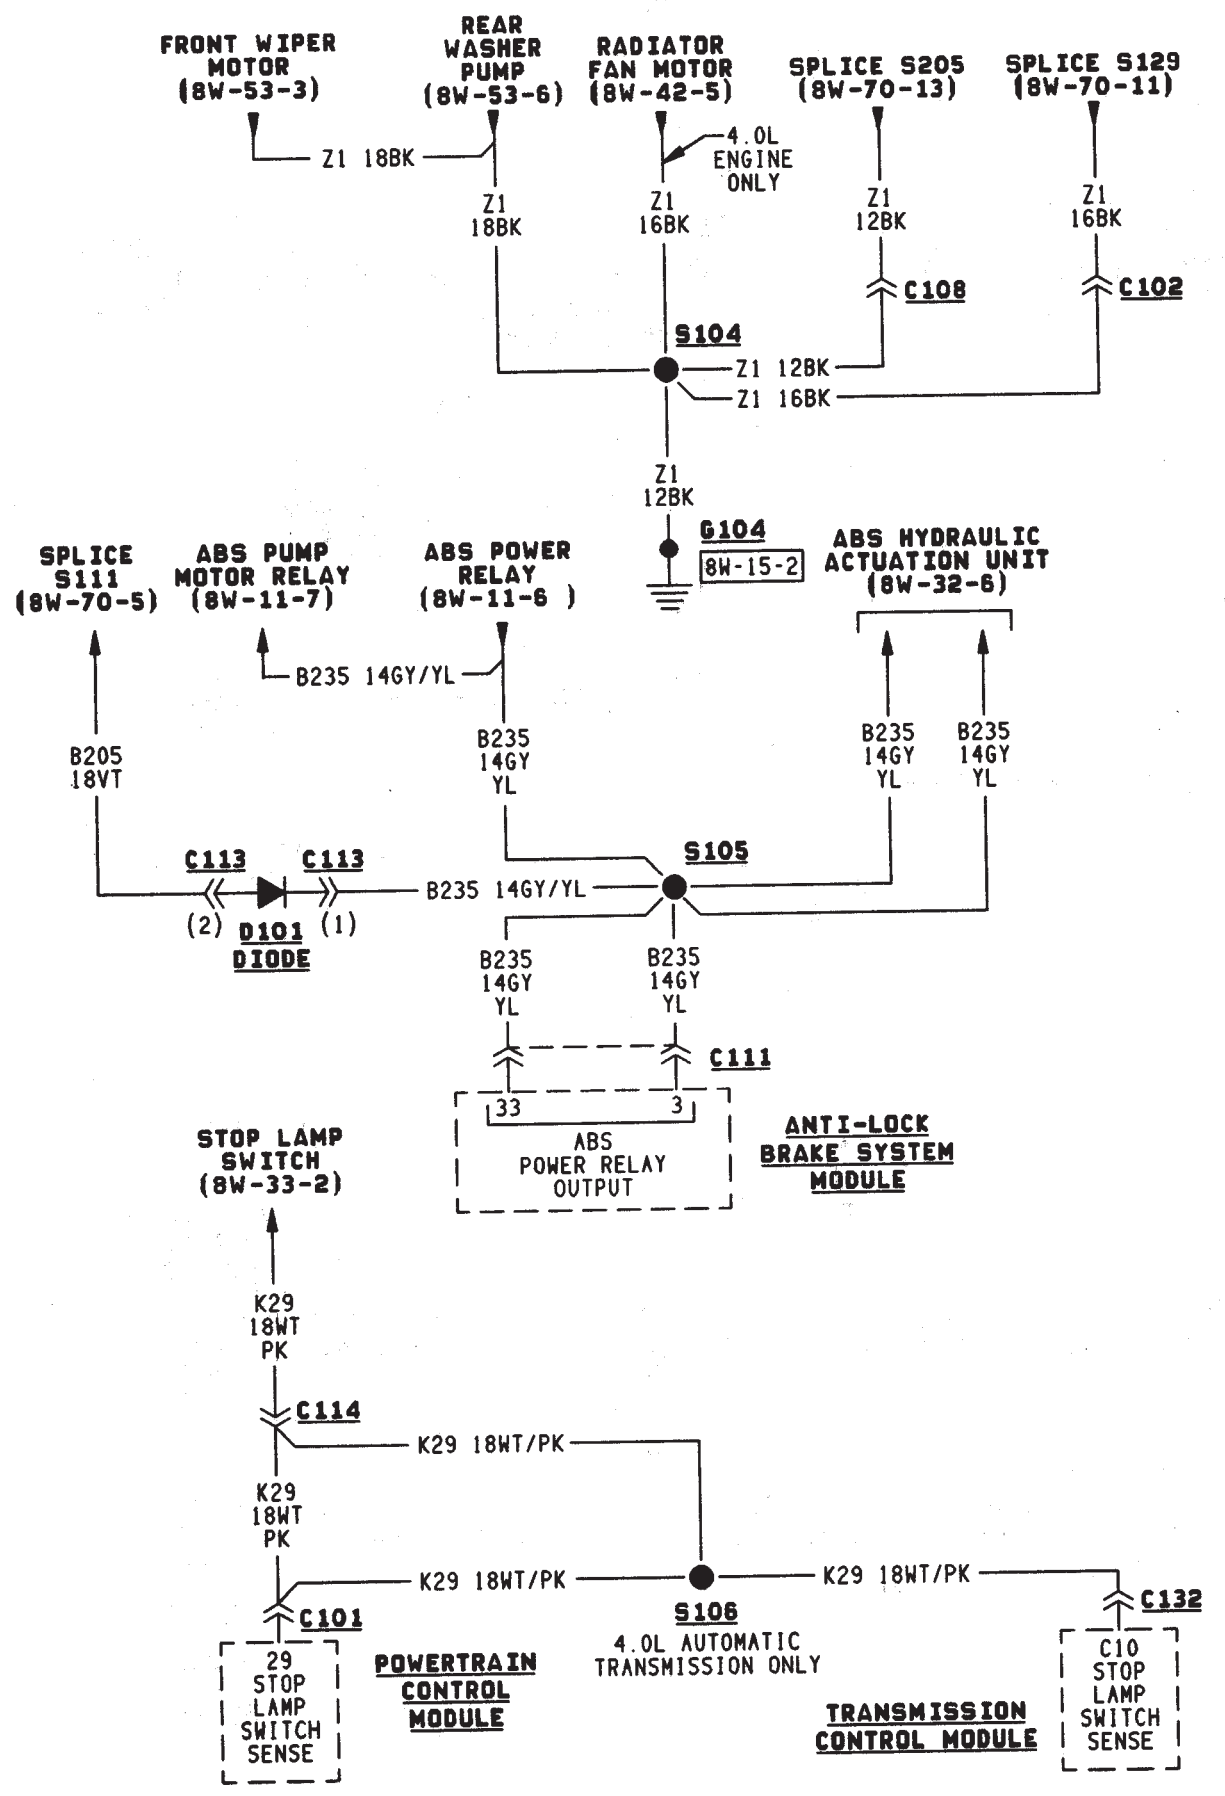 FRONT WIPER
MOTOR
(8W-53-3)
REAR
WASHER
PUMP
(8W-53-6)
RADIATOR
FAN MOTOR
(8W-42-5)
SPLICE S205
(8W-70-13)
SPLICE S129
(8W-70-11)
4.0L
ENGINE
ONLY
Z1 18BK
Z1
18BK
Z1
16BK
Z1
12BK
Z1
16BK
C108
C102
S104
Z1 12BK
Z1 16BK
Z1
12BK
G104
8W-15-2
SPLICE
S111
(8W-70-5)
ABS PUMP
MOTOR RELAY
(8W-11-7)
ABS POWER
RELAY
(8W-11-6 )
ABS HYDRAULIC
ACTUATION UNIT
(8W-32-6)
B235 14GY/YL
B205
18VT
B235
14GY
YL
B235
14GY
YL
B235
14GY
YL
S105
C113
C113
B235 14GY/YL
(2)
(1)
D101
DIODE
B235
14GY
YL
B235
14GY
YL
C111
33
3
ABS
POWER RELAY
OUTPUT
ANTI-LOCK
BRAKE SYSTEM
MODULE
STOP LAMP
SWITCH
(8W-33-2)
K29
18WT
PK
C114
K29 18WT/PK
K29
18WT
PK
K29 18WT/PK
K29 18WT/PK
C101
S106
4.0L AUTOMATIC
TRANSMISSION ONLY
C132
29
STOP
LAMP
SWITCH
SENSE
POWERTRAIN
CONTROL
MODULE
TRANSMISSION
CONTROL MODULE
C10
STOP
LAMP
SWITCH
SENSE